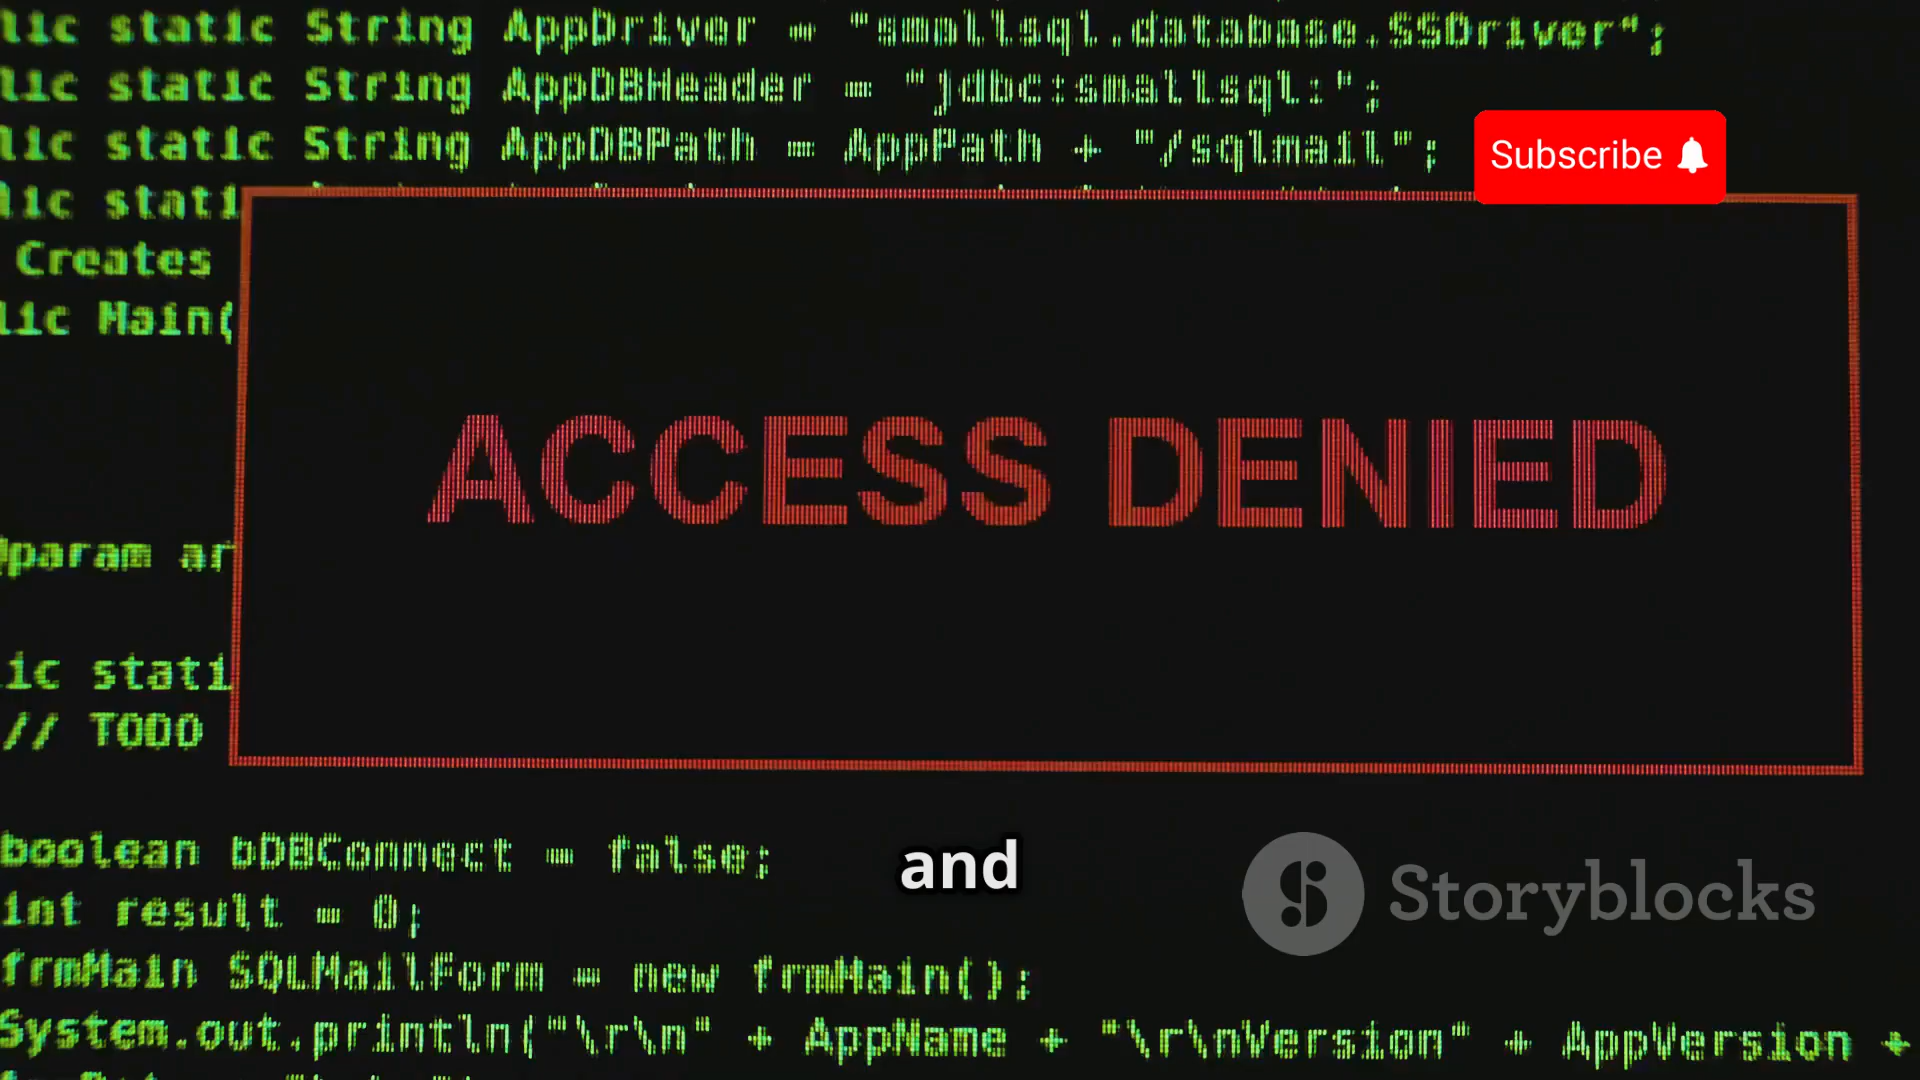 lic static String AppDriver = "smallsql.database.SSDriver";
lic static String AppDBHeader = "jdbc:smallsql:";
lic static String AppDBPath = AppPath + "/sqlmail";
Subscribe
lic stati
Creates
lic Main(
ACCESS DENIED
@param ar
ic stati
// TODO
boolean bDBConnect = false;
and
Storyblocks
int result = 0;
frmMain SQLMailForm = new frmMain();
System.out.println("\r\n" + AppName + "\r\nVersion" + AppVersion +